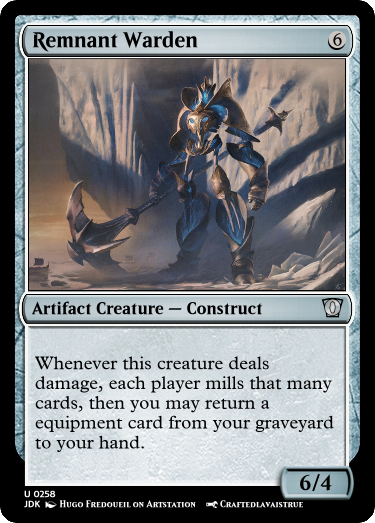 Remnant Warden 6
Artifact Creature — Construct
Whenever this creature deals
damage, each player mills that many
cards, then you may return a
equipment card from your graveyard
to your hand.
6/4
U 0258
JDK Hugo Fredoueil on Artstation Craftedlavaistrue